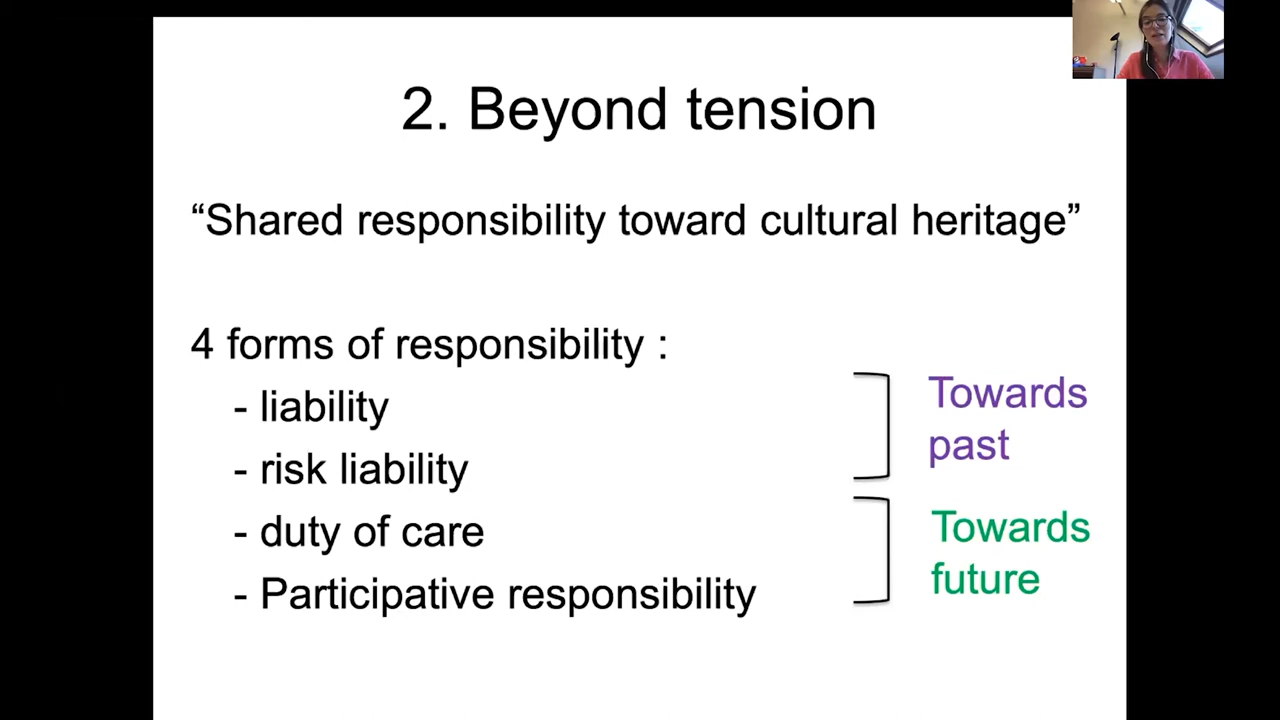 2. Beyond tension
“Shared responsibility toward cultural heritage”
4 forms of responsibility :
- liability
- risk liability
- duty of care
- Participative responsibility
Towards
past
Towards
future